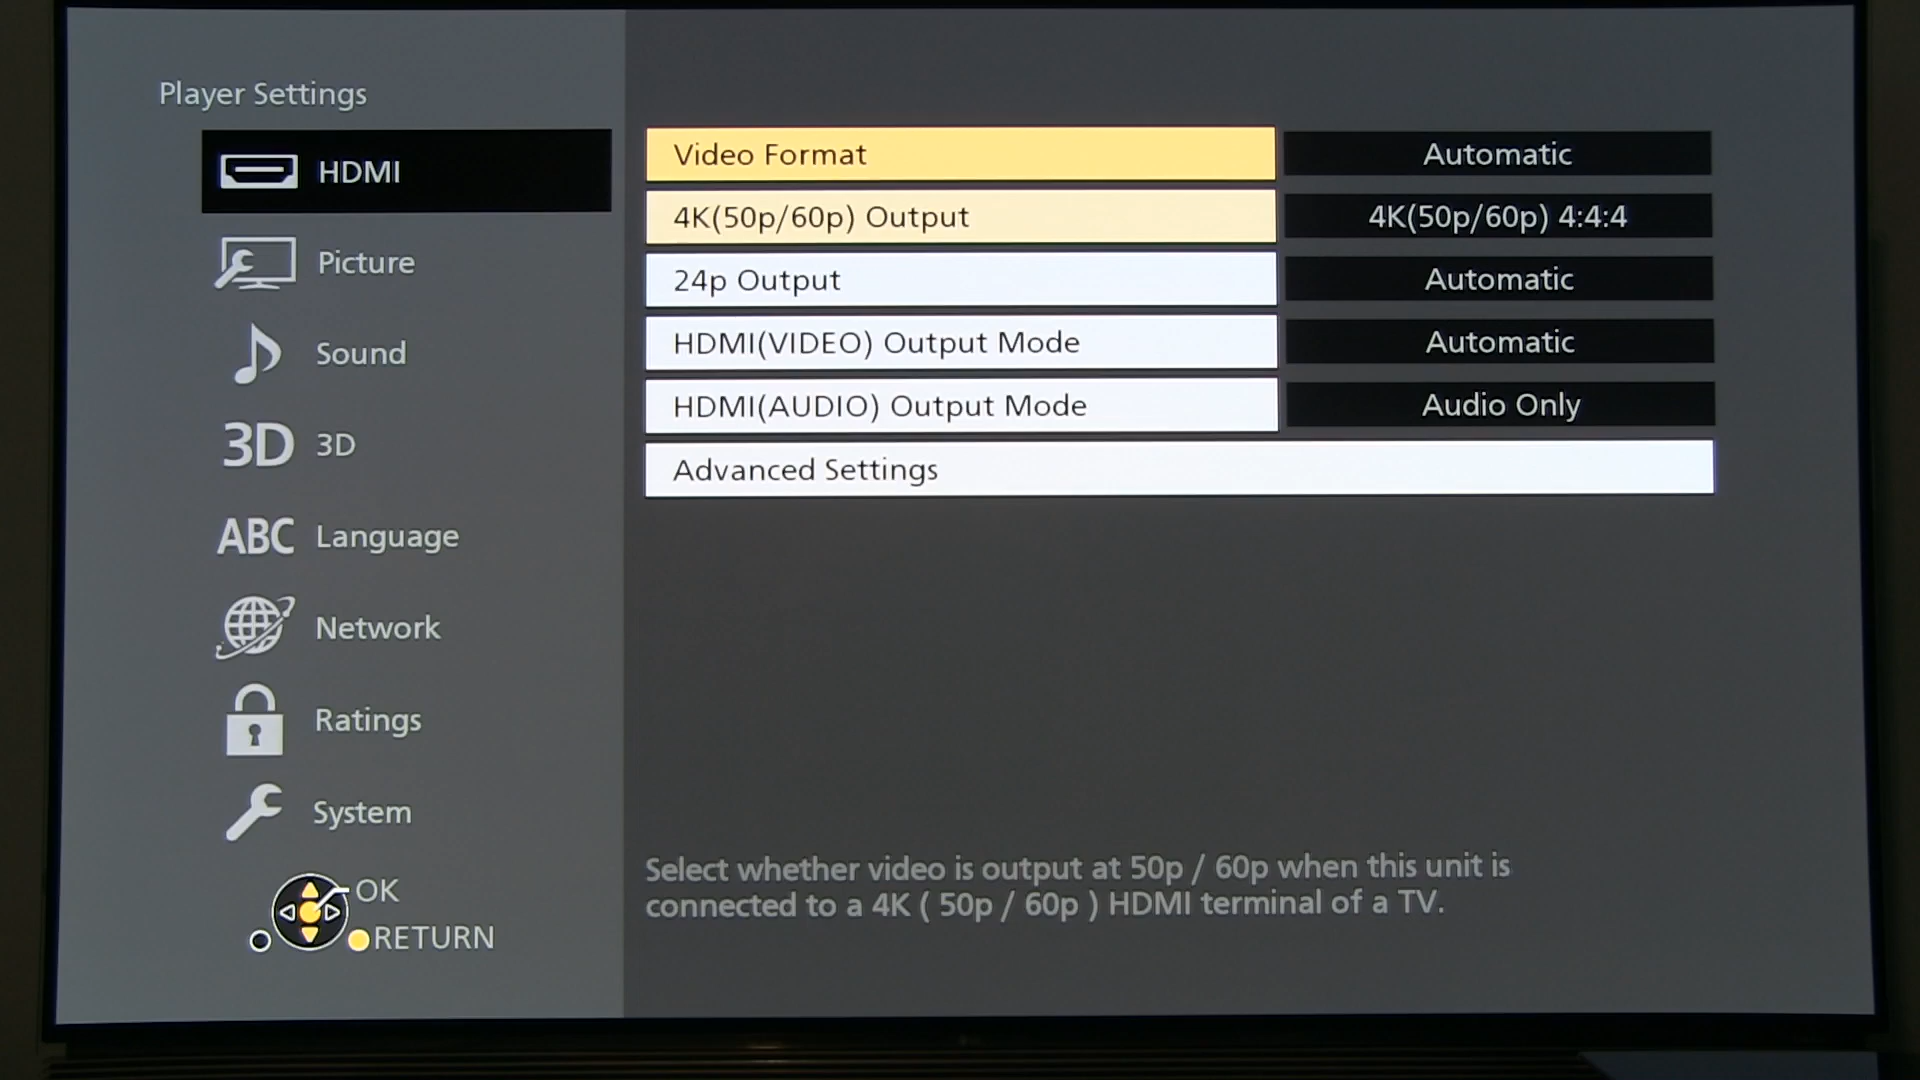 Player Settings
HDMI
Picture
Sound
3D 3D
ABC Language
Network
Ratings
System
OK
RETURN
Video Format Automatic
4K(50p/60p) Output 4K(50p/60p) 4:4:4
24p Output Automatic
HDMI(VIDEO) Output Mode Automatic
HDMI(AUDIO) Output Mode Audio Only
Advanced Settings
Select whether video is output at 50p / 60p when this unit is
connected to a 4K ( 50p / 60p ) HDMI terminal of a TV.